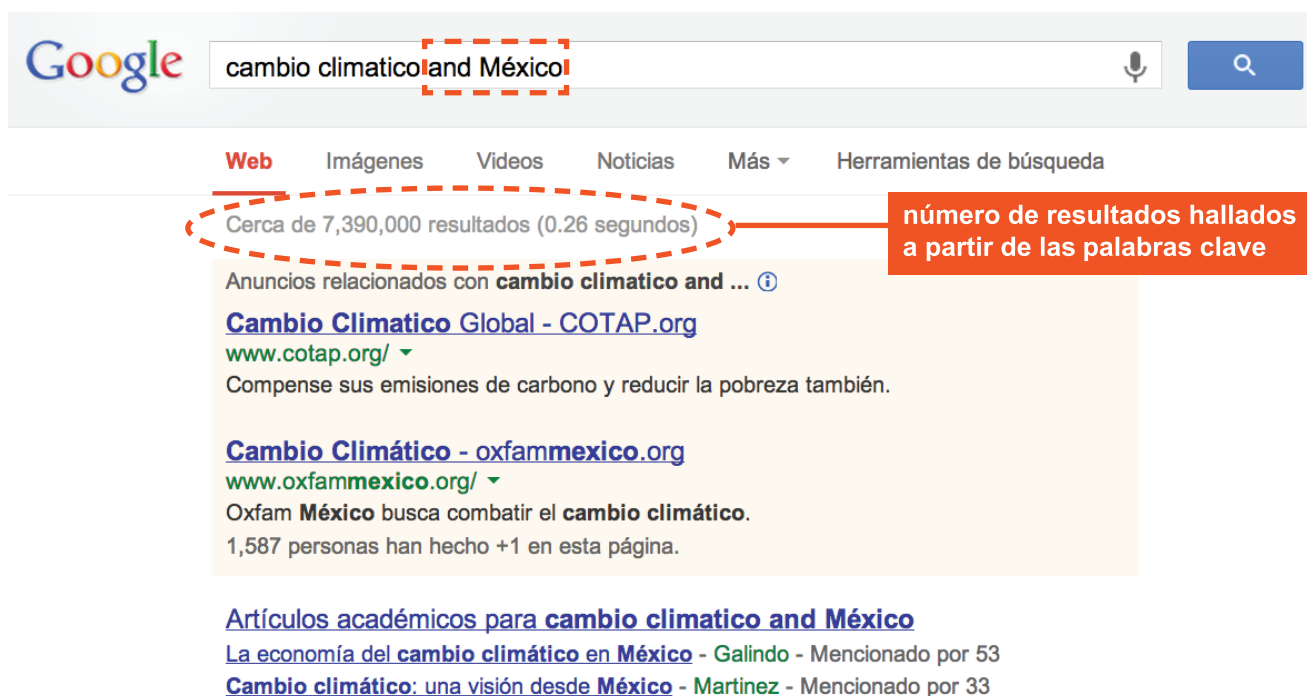 Google
cambio climatico and México
Web Imágenes Videos Noticias Más Herramientas de búsqueda
Cerca de 7,390,000 resultados (0.26 segundos)
número de resultados hallados
a partir de las palabras clave
Anuncios relacionados con cambio climatico and ...
Cambio Climatico Global - COTAP.org
www.cotap.org/
Compense sus emisiones de carbono y reducir la pobreza también.
Cambio Climático - oxfammexico.org
www.oxfammexico.org/
Oxfam México busca combatir el cambio climático.
1,587 personas han hecho +1 en esta página.
Artículos académicos para cambio climatico and México
La economía del cambio climático en México - Galindo - Mencionado por 53
Cambio climático: una visión desde México - Martinez - Mencionado por 33